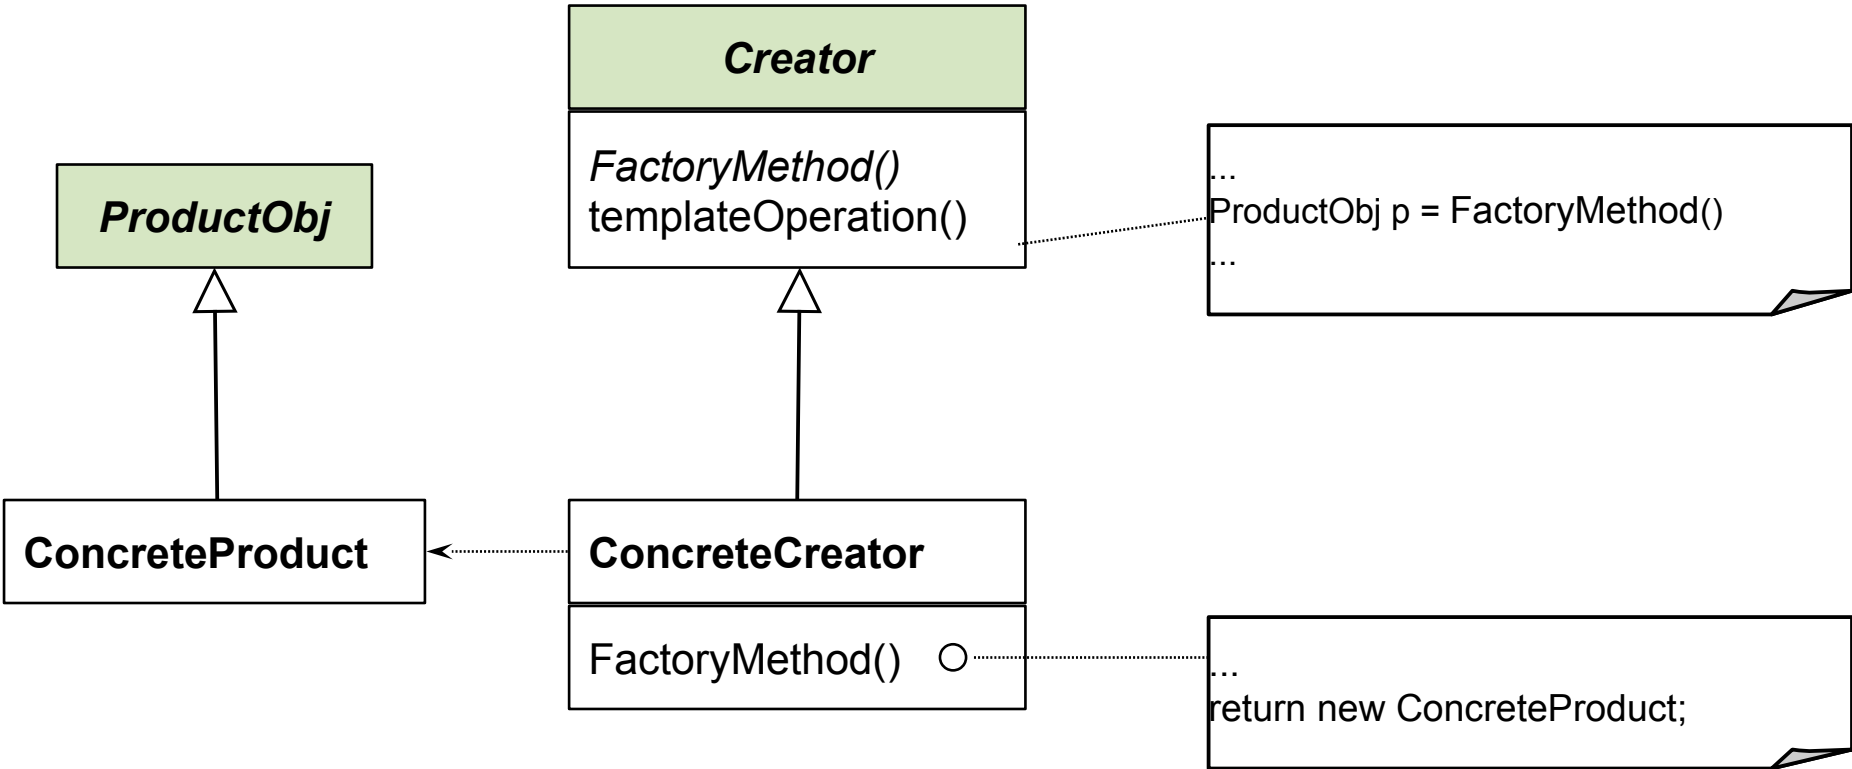 Creator
FactoryMethod()
templateOperation()
...
ProductObj p = FactoryMethod()
...
ProductObj
ConcreteProduct
ConcreteCreator
FactoryMethod()
...
return new ConcreteProduct;